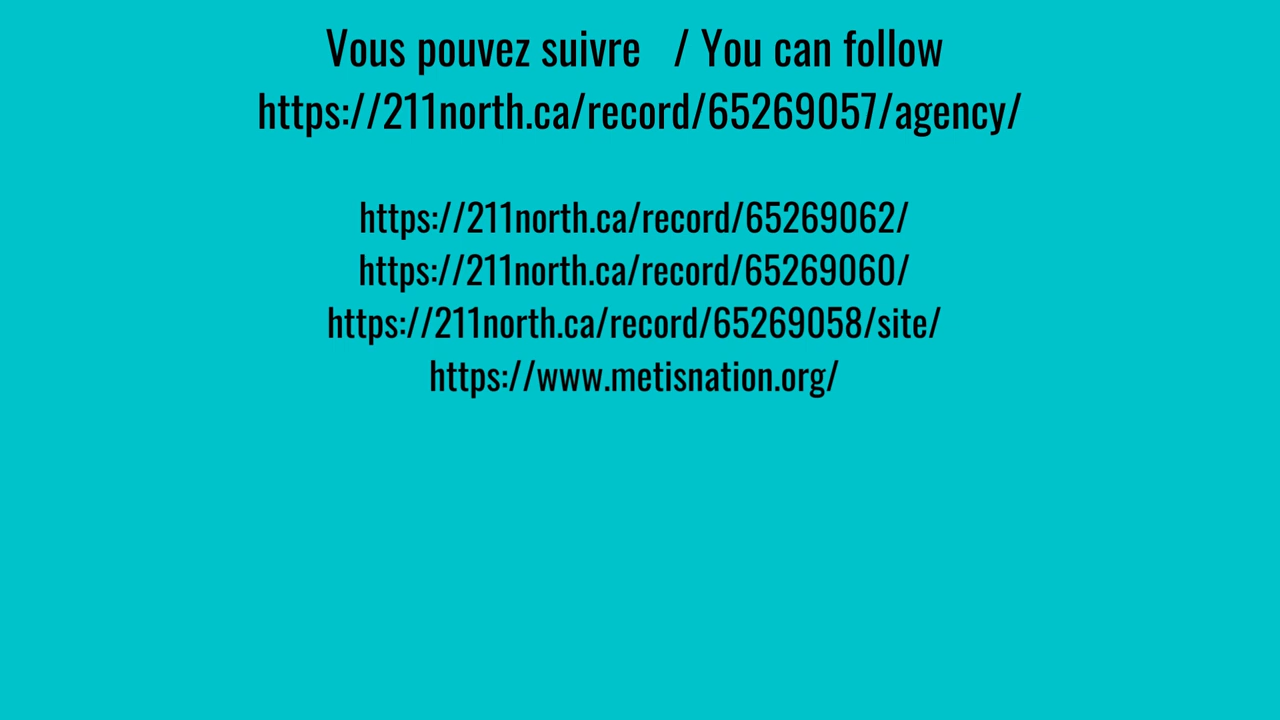 Vous pouvez suivre / You can follow
https://211north.ca/record/65269057/agency/
https://211north.ca/record/65269062/
https://211north.ca/record/65269060/
https://211north.ca/record/65269058/site/
https://www.metisnation.org/